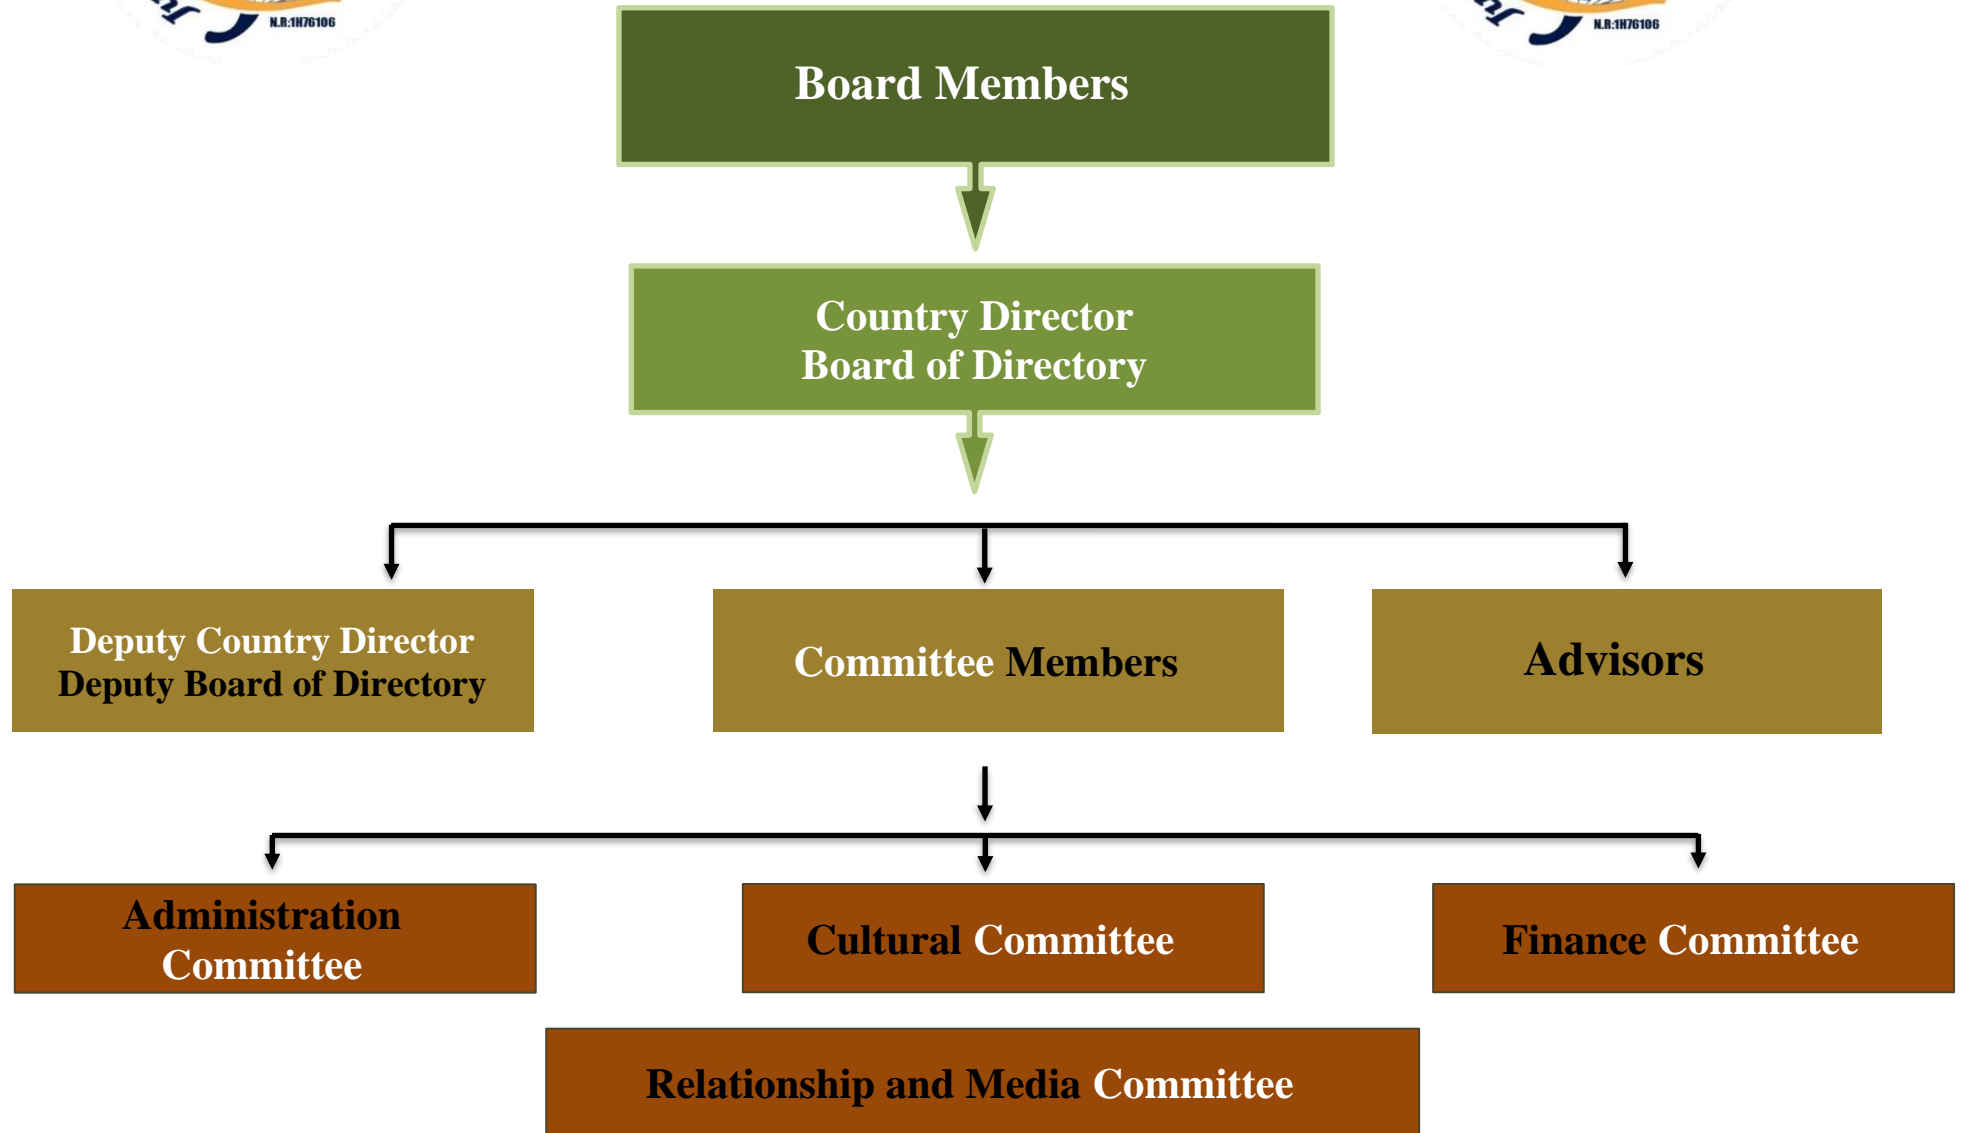 N.R:1H76106
N.R:1H76106
Board Members
Country Director
Board of Directory
Deputy Country Director
Deputy Board of Directory
Committee Members
Advisors
Administration
Committee
Cultural Committee
Finance Committee
Relationship and Media Committee